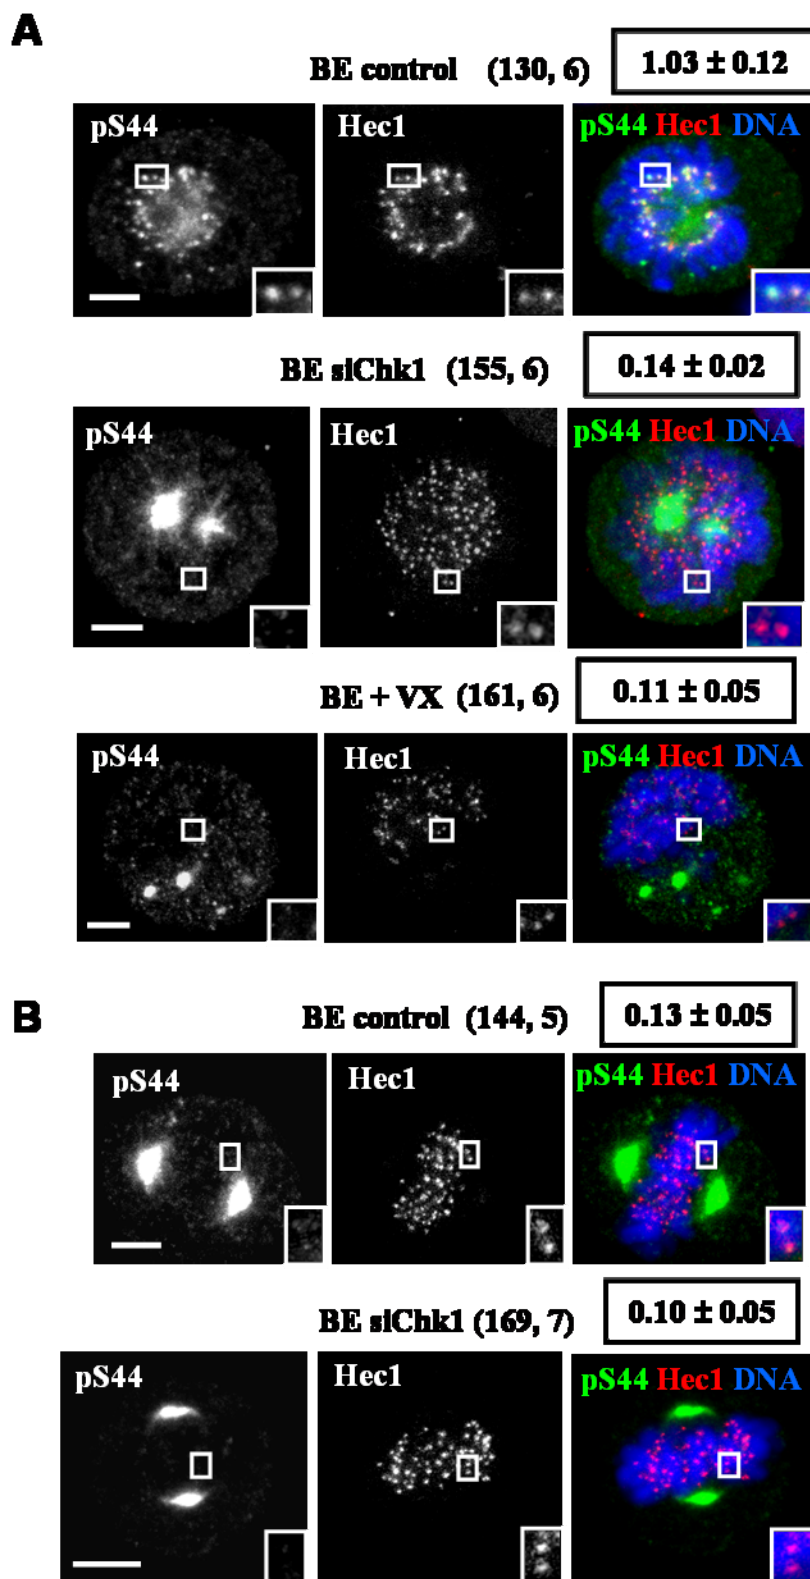 A
BE control (130, 6) 1.03 ± 0.12
pS44 Hec1 pS44 Hec1 DNA
BE siChk1 (155, 6) 0.14 ± 0.02
pS44 Hec1 pS44 Hec1 DNA
BE + VX (161, 6) 0.11 ± 0.05
pS44 Hec1 pS44 Hec1 DNA
B
BE control (144, 5) 0.13 ± 0.05
pS44 Hec1 pS44 Hec1 DNA
BE siChk1 (169, 7) 0.10 ± 0.05
pS44 Hec1 pS44 Hec1 DNA